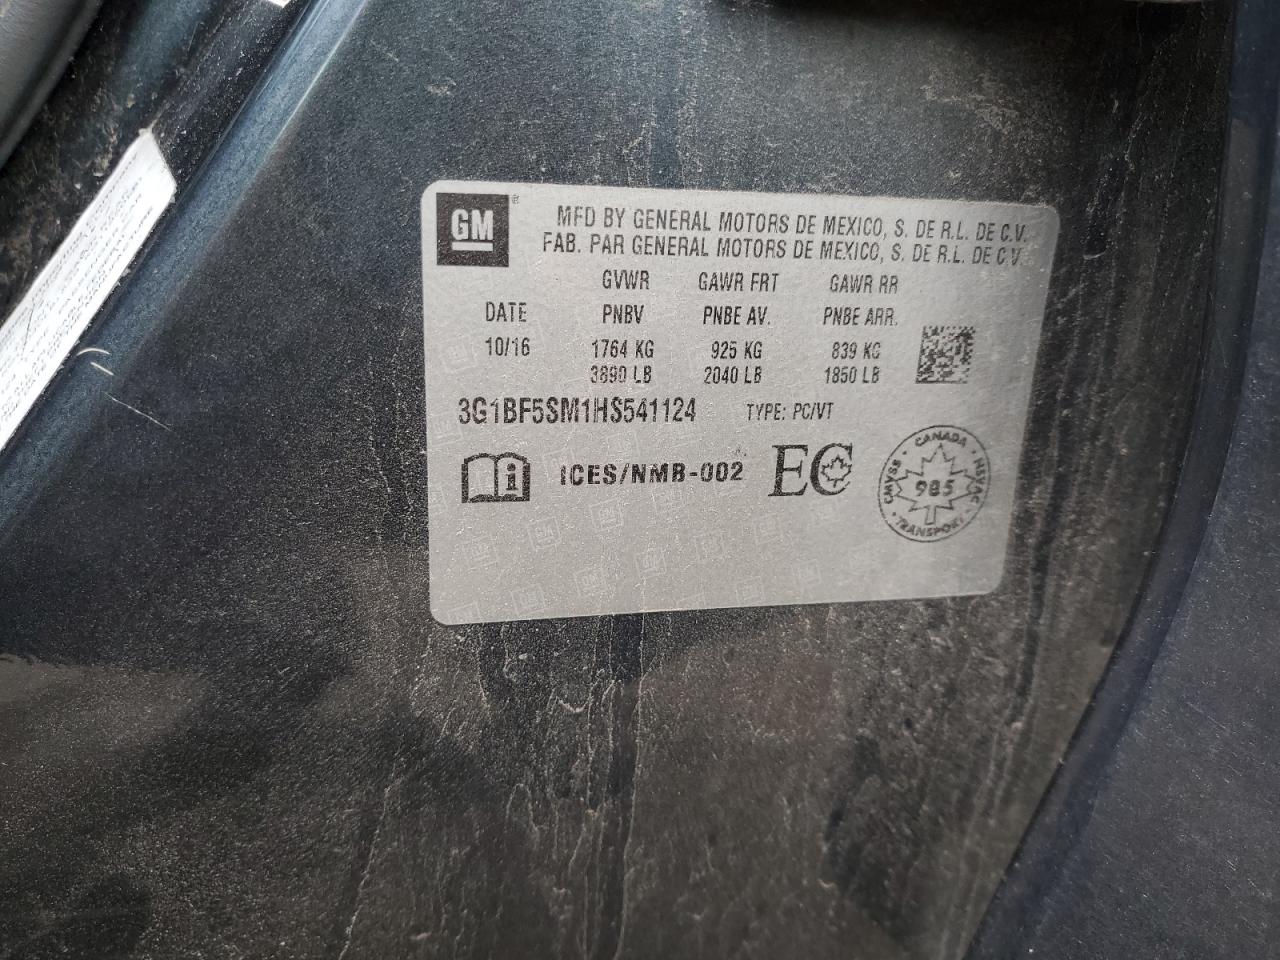 GM ®
MFD BY GENERAL MOTORS DE MEXICO, S. DE R.L. DE C.V.
FAB. PAR GENERAL MOTORS DE MEXICO, S. DE R.L. DE C.V.
GVWR GAWR FRT GAWR RR
DATE PNBV PNBE AV. PNBE ARR.
10/16 1764 KG 925 KG 839 KG
3890 LB 2040 LB 1850 LB
3G1BF5SM1HS541124 TYPE: PC/VT
i ICES/NMB-002 EC
CANADA
CMVSS 985 NSVAC
TRANSPORT